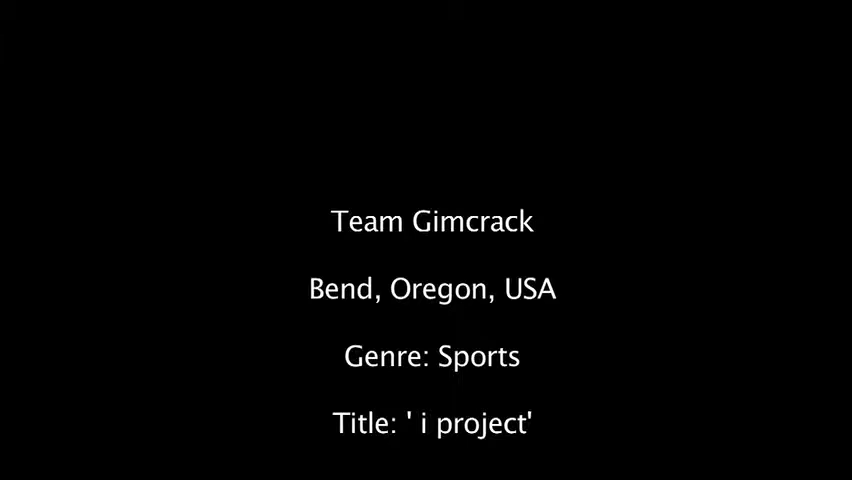 Team Gimcrack
Bend, Oregon, USA
Genre: Sports
Title: ' i project'